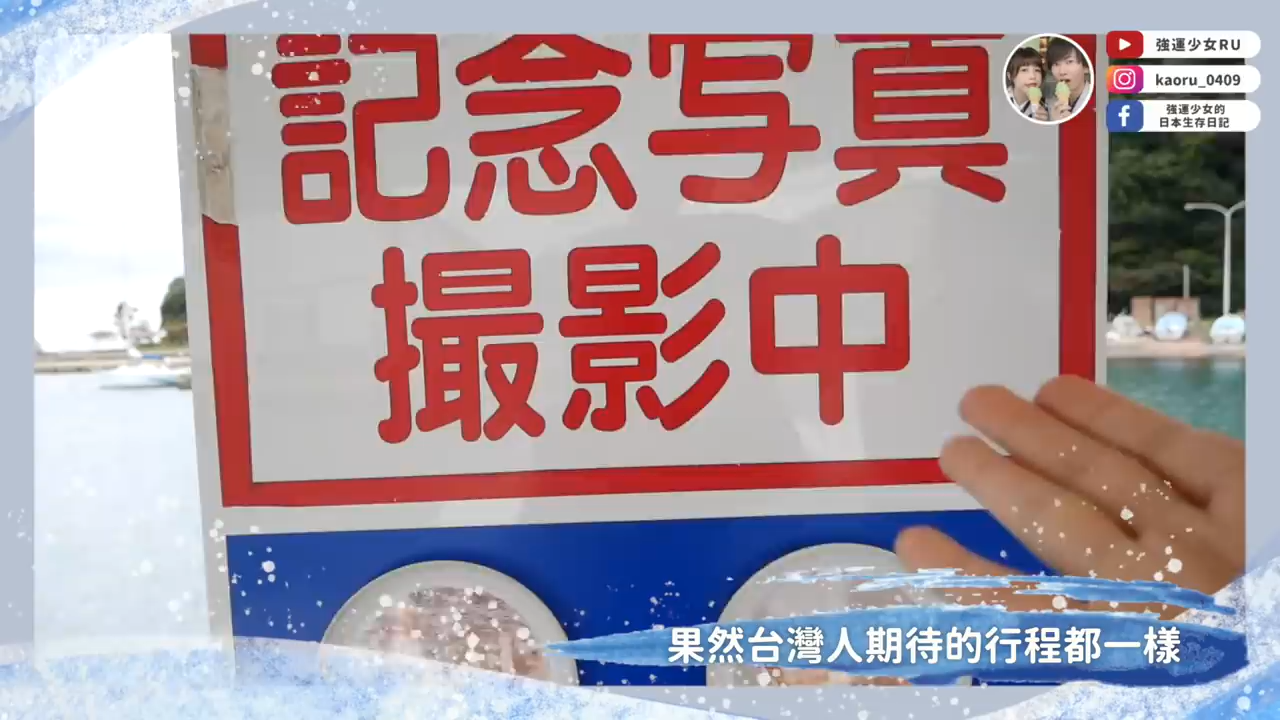 記念写真
撮影中
強運少女RU
kaoru_0409
強運少女的
日本生存日記
果然台灣人期待的行程都一樣